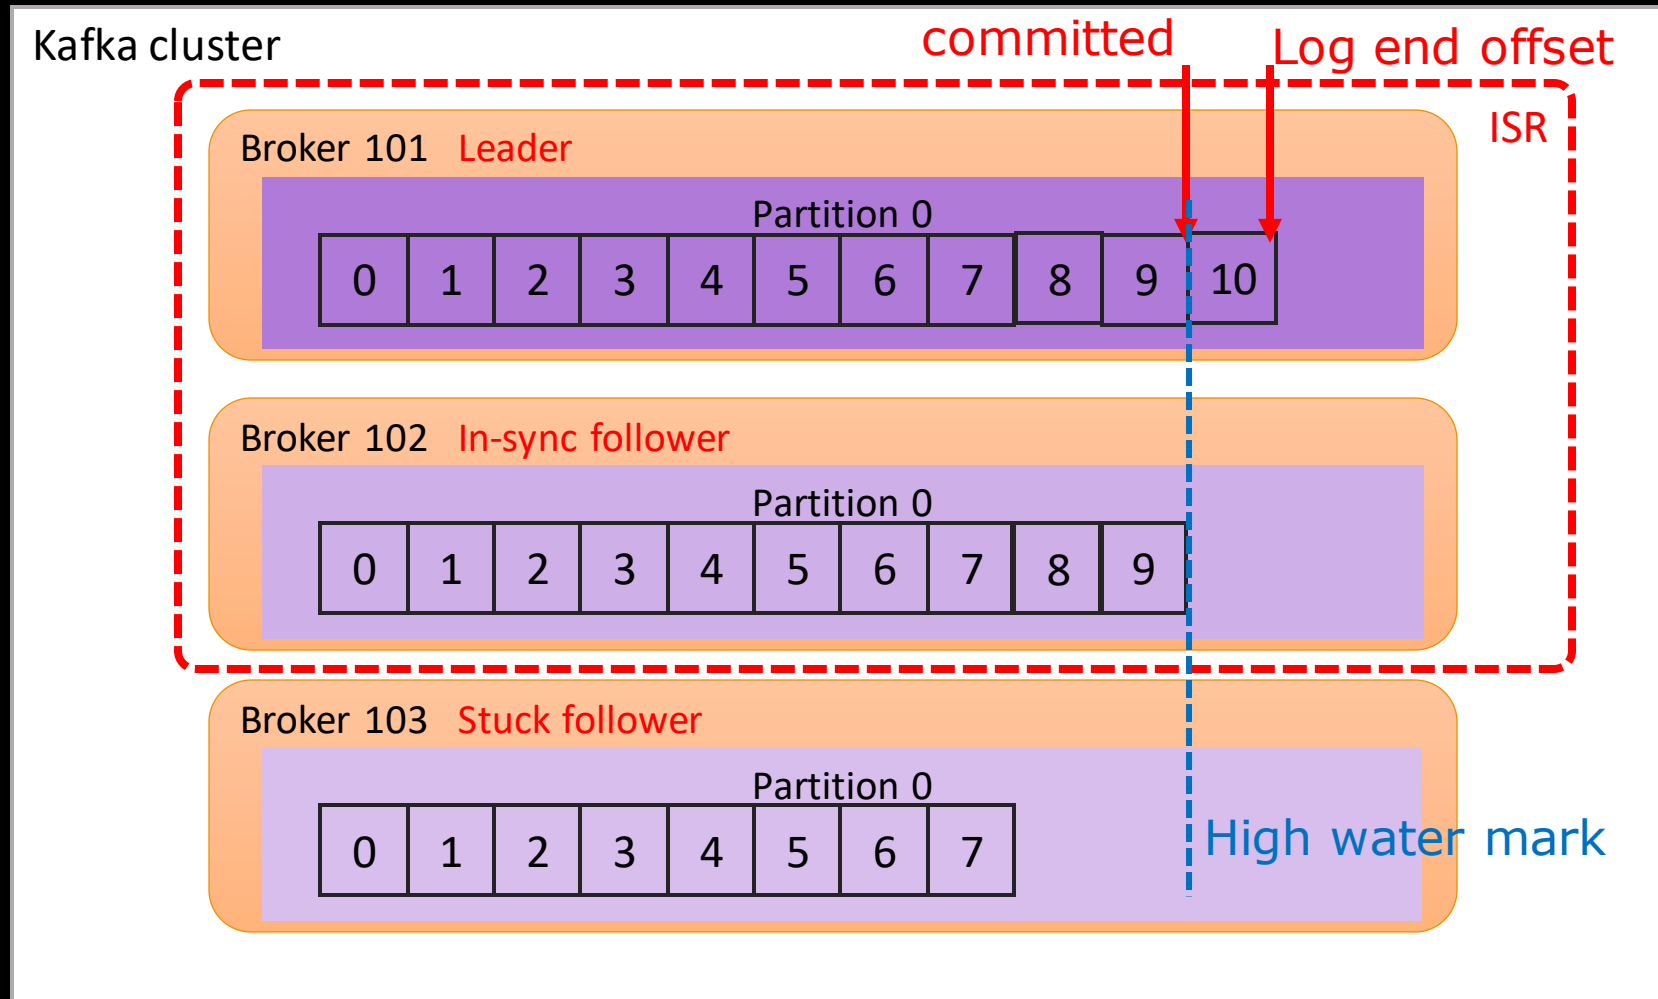 Kafka cluster
committed
Log end offset
ISR
Broker 101 Leader
Partition 0
0 1 2 3 4 5 6 7 8 9 10
Broker 102 In-sync follower
Partition 0
0 1 2 3 4 5 6 7 8 9
Broker 103 Stuck follower
Partition 0
0 1 2 3 4 5 6 7
High water mark